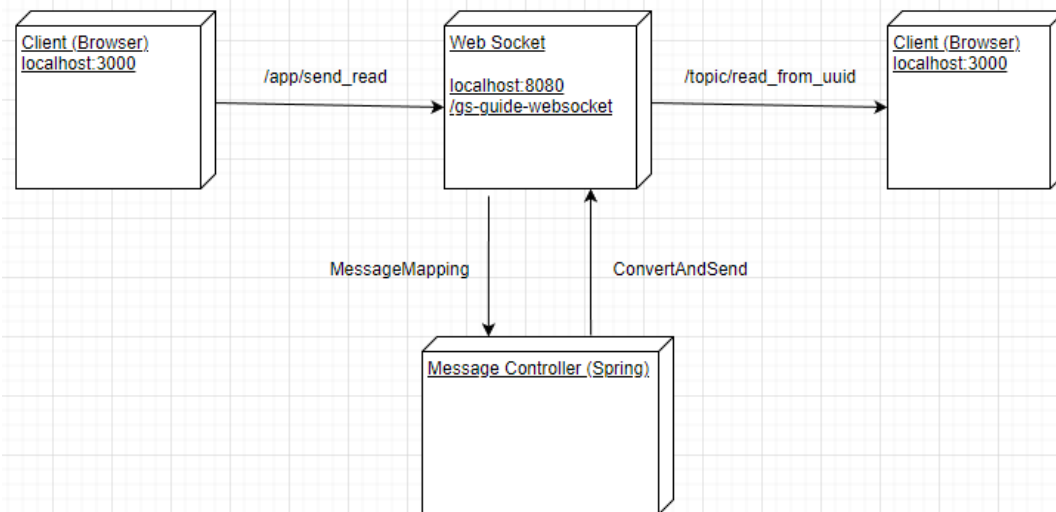 Client (Browser)
localhost:3000
/app/send_read
Web Socket
localhost:8080
/gs-guide-websocket
/topic/read_from_uuid
Client (Browser)
localhost:3000
MessageMapping
ConvertAndSend
Message Controller (Spring)